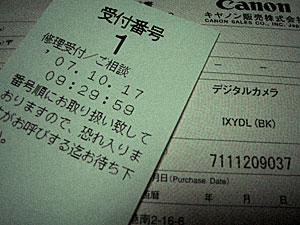 受付番号
1
修理受付/ご相談
'07.10.17
09:29:59
番号順にお取り扱い致して
おりますので、恐れ入りま
がお呼びする迄お待ち下
Canon
キヤノン販売株式会社
CANON SALES CO., INC.
デジタルカメラ
IXYDL (BK)
7111209037
月日 (Purchase Date)
年 月 日
南2-16-6